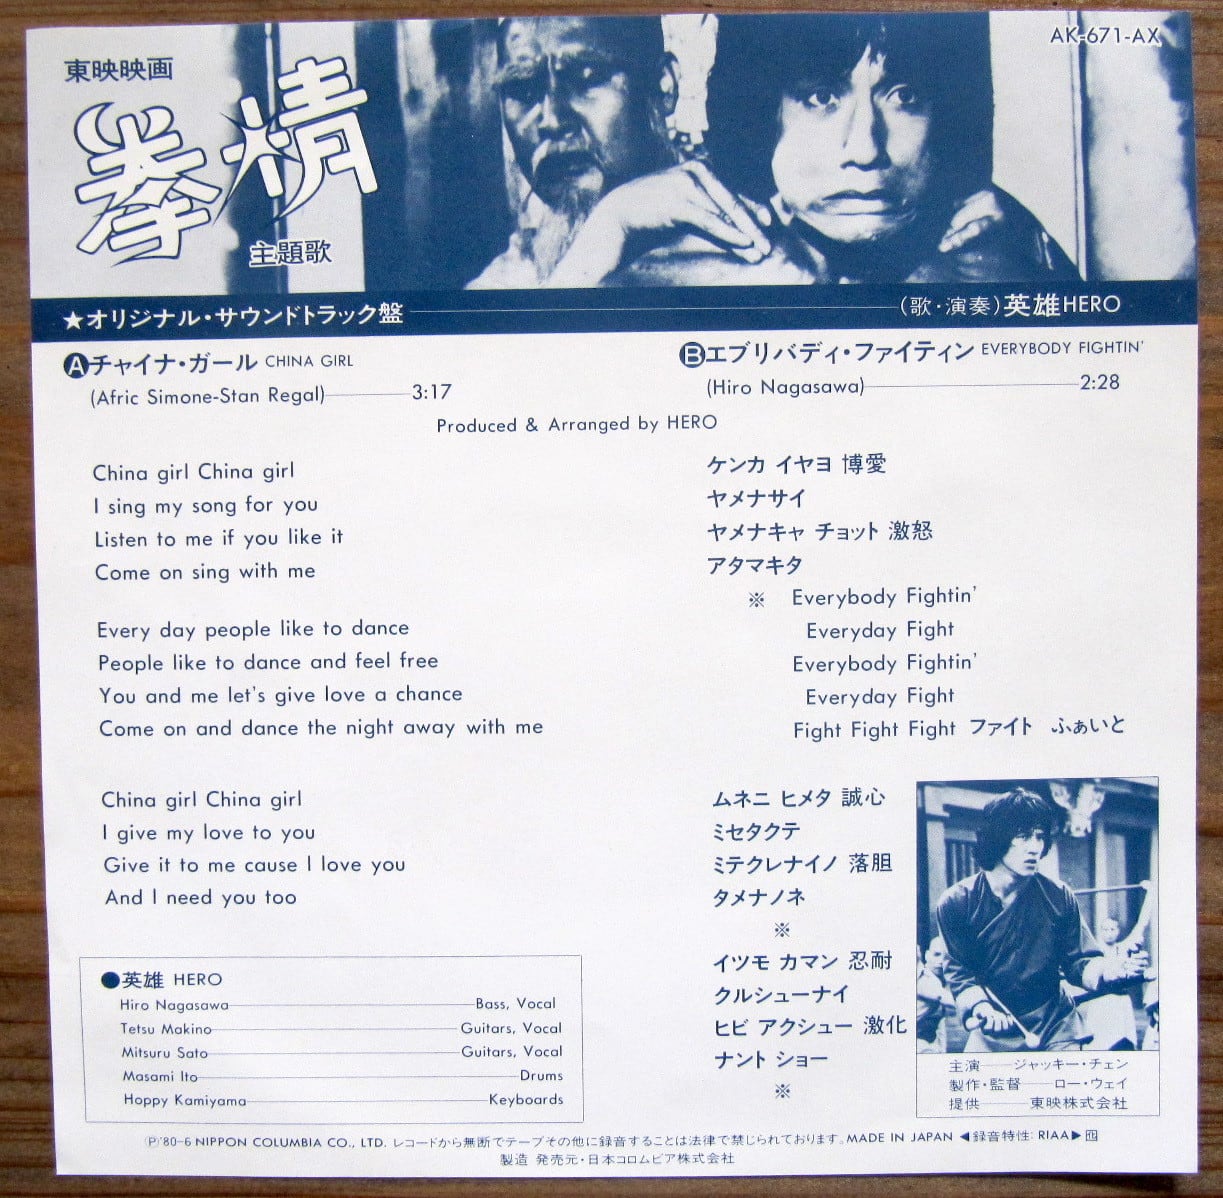 AK-671-AX
東映映画
拳精
主題歌
★オリジナル・サウンドトラック盤 (歌・演奏)英雄HERO
Ⓐチャイナ・ガール CHINA GIRL
(Afric Simone-Stan Regal) 3:17
Ⓑエブリバディ・ファイティン EVERYBODY FIGHTIN'
(Hiro Nagasawa) 2:28
Produced & Arranged by HERO
China girl China girl
I sing my song for you
Listen to me if you like it
Come on sing with me
Every day people like to dance
People like to dance and feel free
You and me let's give love a chance
Come on and dance the night away with me
China girl China girl
I give my love to you
Give it to me cause I love you
And I need you too
●英雄 HERO
Hiro Nagasawa Bass, Vocal
Tetsu Makino Guitars, Vocal
Mitsuru Sato Guitars, Vocal
Masami Ito Drums
Hoppy Kamiyama Keyboards
ケンカ イヤヨ 博愛
ヤメナサイ
ヤメナキャ チョット 激怒
アタマキタ
※ Everybody Fightin'
Everyday Fight
Everybody Fightin'
Everyday Fight
Fight Fight Fight ファイト ふぁいと
ムネニ ヒメタ 誠心
ミセタクテ
ミテクレナイノ 落胆
タメナノネ
※
イツモ カマン 忍耐
クルシューナイ
ヒビ アクシュー 激化
ナント ショー
※
主演 ジャッキー・チェン
製作・監督 ロー・ウェイ
提供 東映株式会社
Ⓟ'80-6 NIPPON COLUMBIA CO., LTD. レコードから無断でテープその他に録音することは法律で禁じられております。MADE IN JAPAN ◀録音特性: RIAA▶
製造 発売元・日本コロムビア株式会社